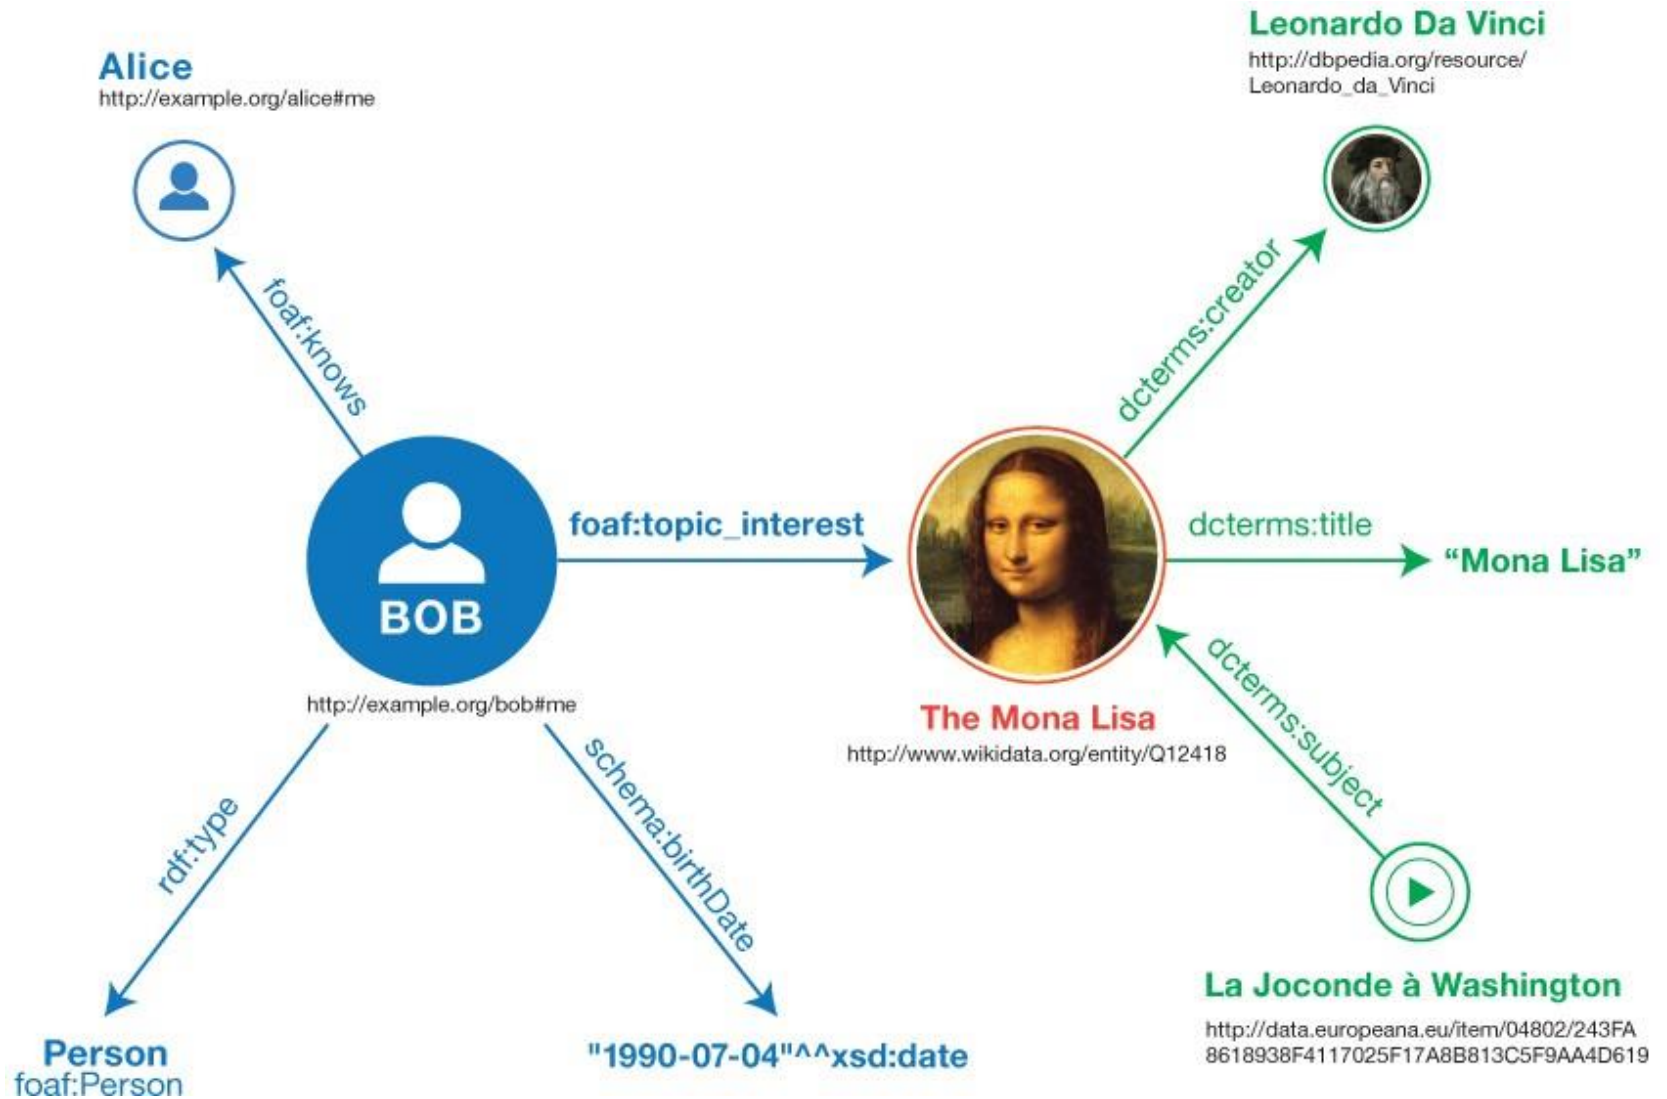 Leonardo Da Vinci
http://dbpedia.org/resource/
Leonardo_da_Vinci
Alice
http://example.org/alice#me
foaf:knows
dcterms:creator
foaf:topic_interest
dcterms:title
“Mona Lisa”
BOB
http://example.org/bob#me
The Mona Lisa
http://www.wikidata.org/entity/Q12418
dcterms:subject
rdf:type
schema:birthDate
La Joconde à Washington
http://data.europeana.eu/item/04802/243FA
8618938F4117025F17A8B813C5F9AA4D619
Person
foaf:Person
"1990-07-04"^^xsd:date